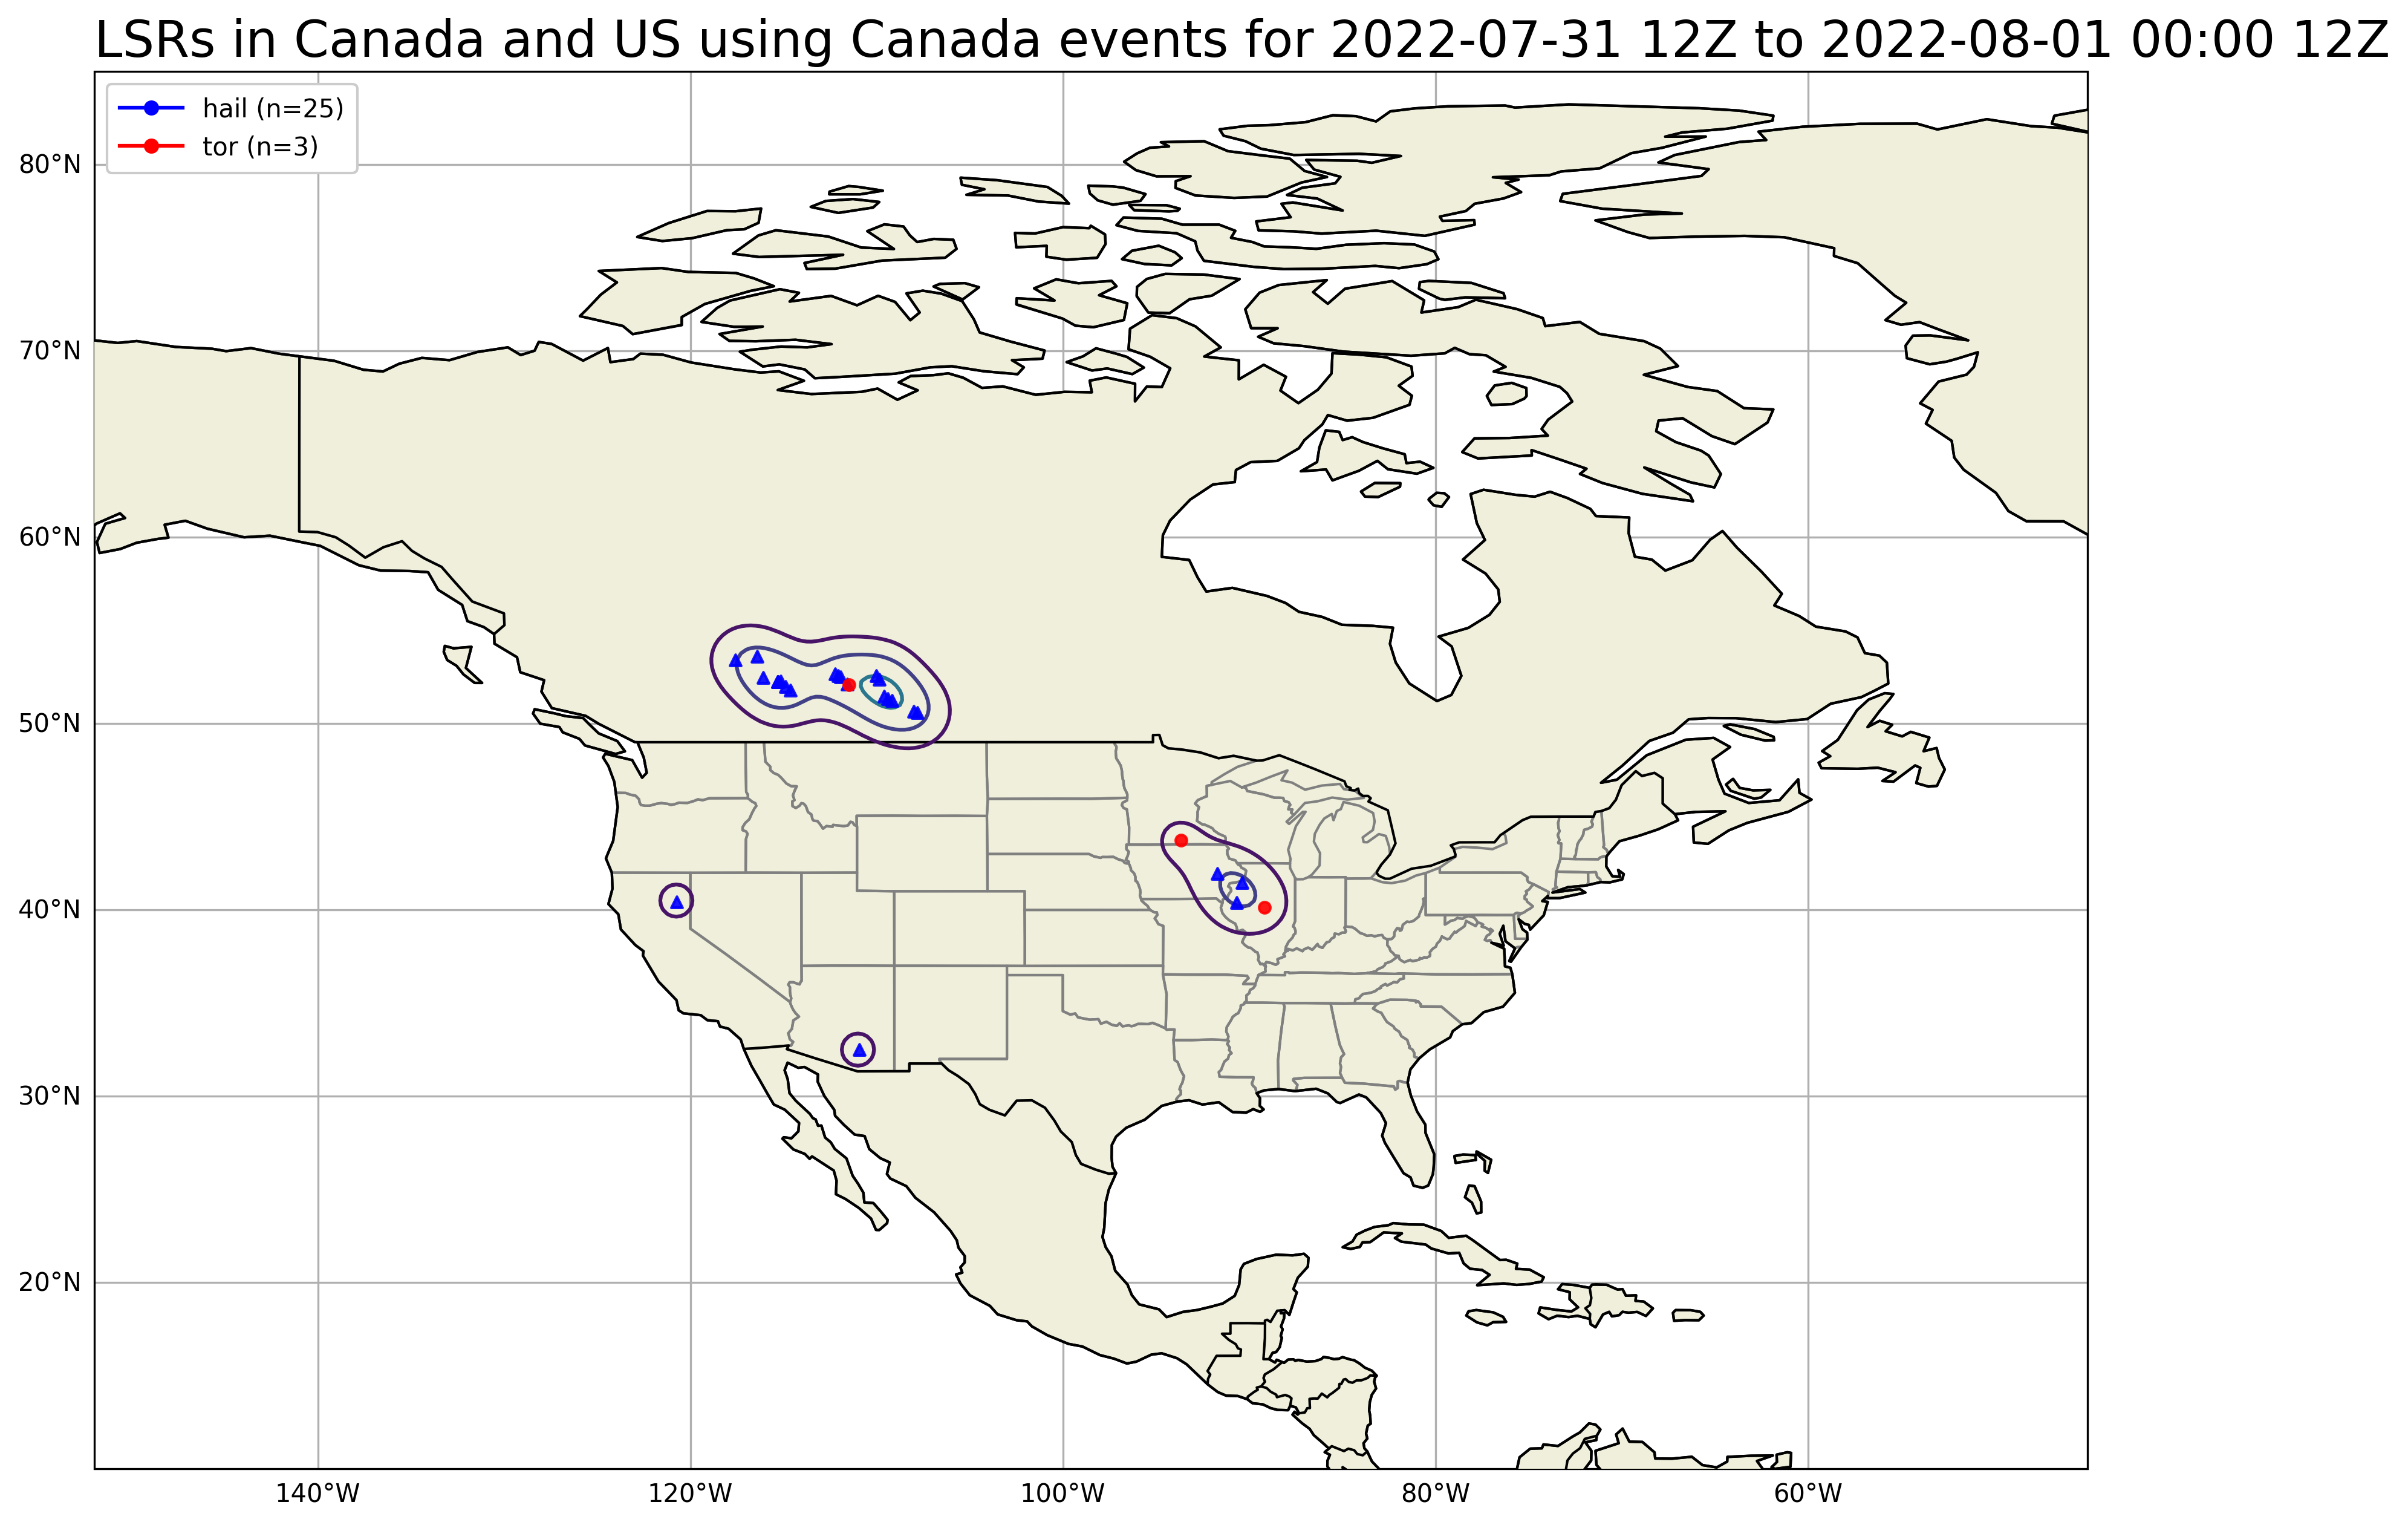 LSRs in Canada and US using Canada events for 2022-07-31 12Z to 2022-08-01 00:00 12Z
hail (n=25)
tor (n=3)
80°N
70°N
60°N
50°N
40°N
30°N
20°N
140°W 120°W 100°W 80°W 60°W